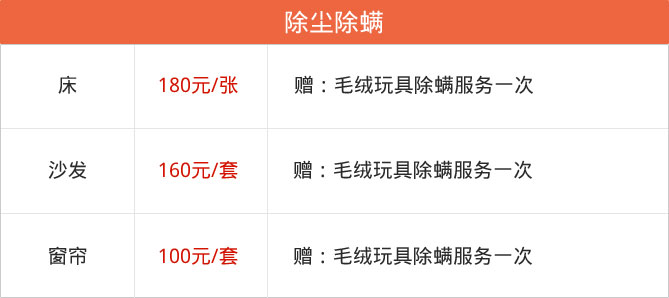 除尘除螨
床 180元/张 赠：毛绒玩具除螨服务一次
沙发 160元/套 赠：毛绒玩具除螨服务一次
窗帘 100元/套 赠：毛绒玩具除螨服务一次